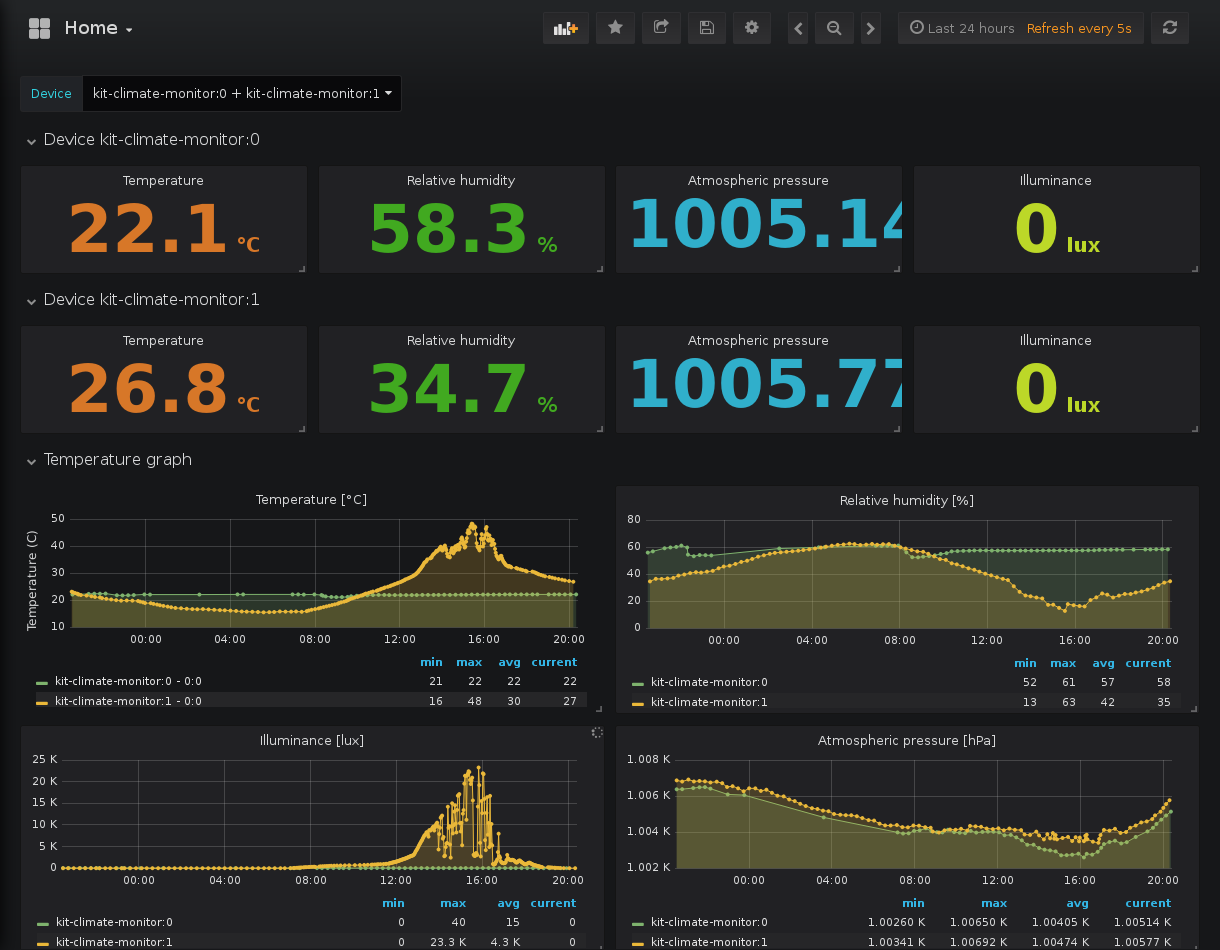 Home
Last 24 hours Refresh every 5s
Device kit-climate-monitor:0 + kit-climate-monitor:1
Device kit-climate-monitor:0
Temperature Relative humidity Atmospheric pressure Illuminance
22.1 °C 58.3 % 1005.14 0 lux
Device kit-climate-monitor:1
Temperature Relative humidity Atmospheric pressure Illuminance
26.8 °C 34.7 % 1005.77 0 lux
Temperature graph
Temperature [°C]
Temperature (C)
50
40
30
20
10
00:00 04:00 08:00 12:00 16:00 20:00
min max avg current
kit-climate-monitor:0 - 0:0 21 22 22 22
kit-climate-monitor:1 - 0:0 16 48 30 27
Relative humidity [%]
80
60
40
20
0
00:00 04:00 08:00 12:00 16:00 20:00
min max avg current
kit-climate-monitor:0 52 61 57 58
kit-climate-monitor:1 13 63 42 35
Illuminance [lux]
25 K
20 K
15 K
10 K
5 K
0
00:00 04:00 08:00 12:00 16:00 20:00
min max avg current
kit-climate-monitor:0 0 40 15 0
kit-climate-monitor:1 0 23.3 K 4.3 K 0
Atmospheric pressure [hPa]
1.008 K
1.006 K
1.004 K
1.002 K
00:00 04:00 08:00 12:00 16:00 20:00
min max avg current
kit-climate-monitor:0 1.00260 K 1.00650 K 1.00405 K 1.00514 K
kit-climate-monitor:1 1.00341 K 1.00692 K 1.00474 K 1.00577 K